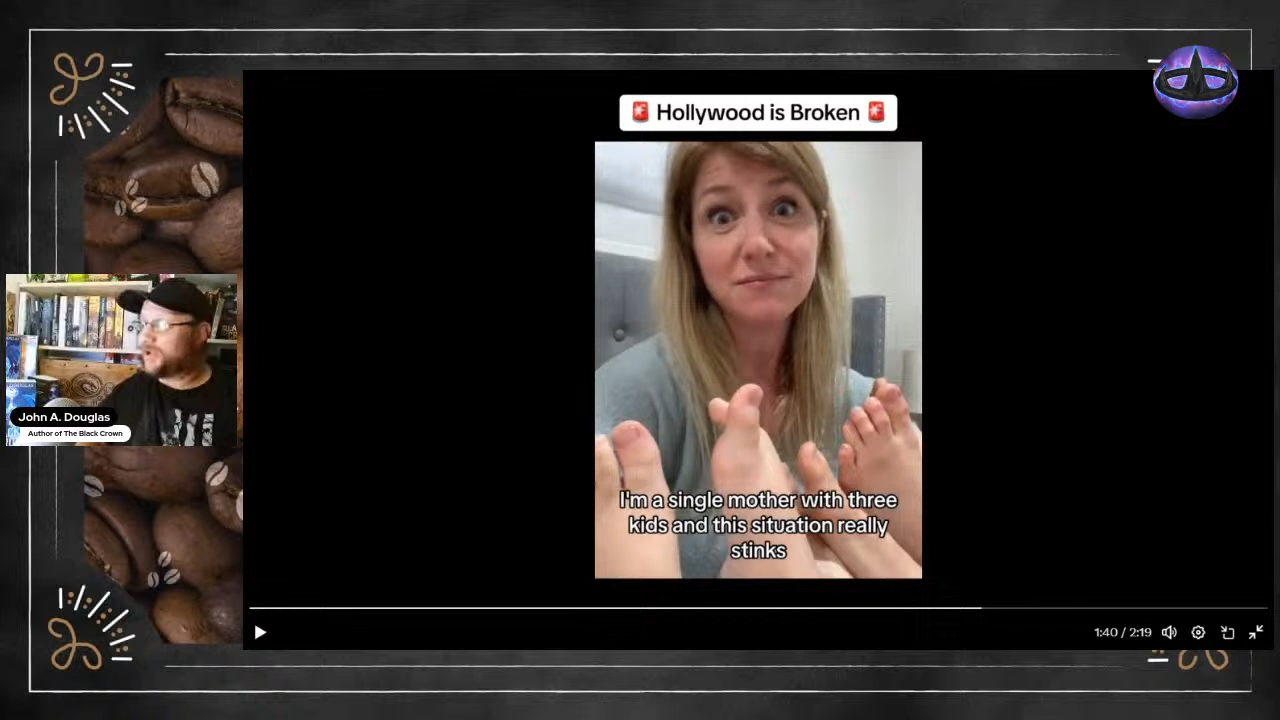 🚨 Hollywood is Broken 🚨
I'm a single mother with three
kids and this situation really
stinks
John A. Douglas
Author of The Black Crown
1:40 / 2:19